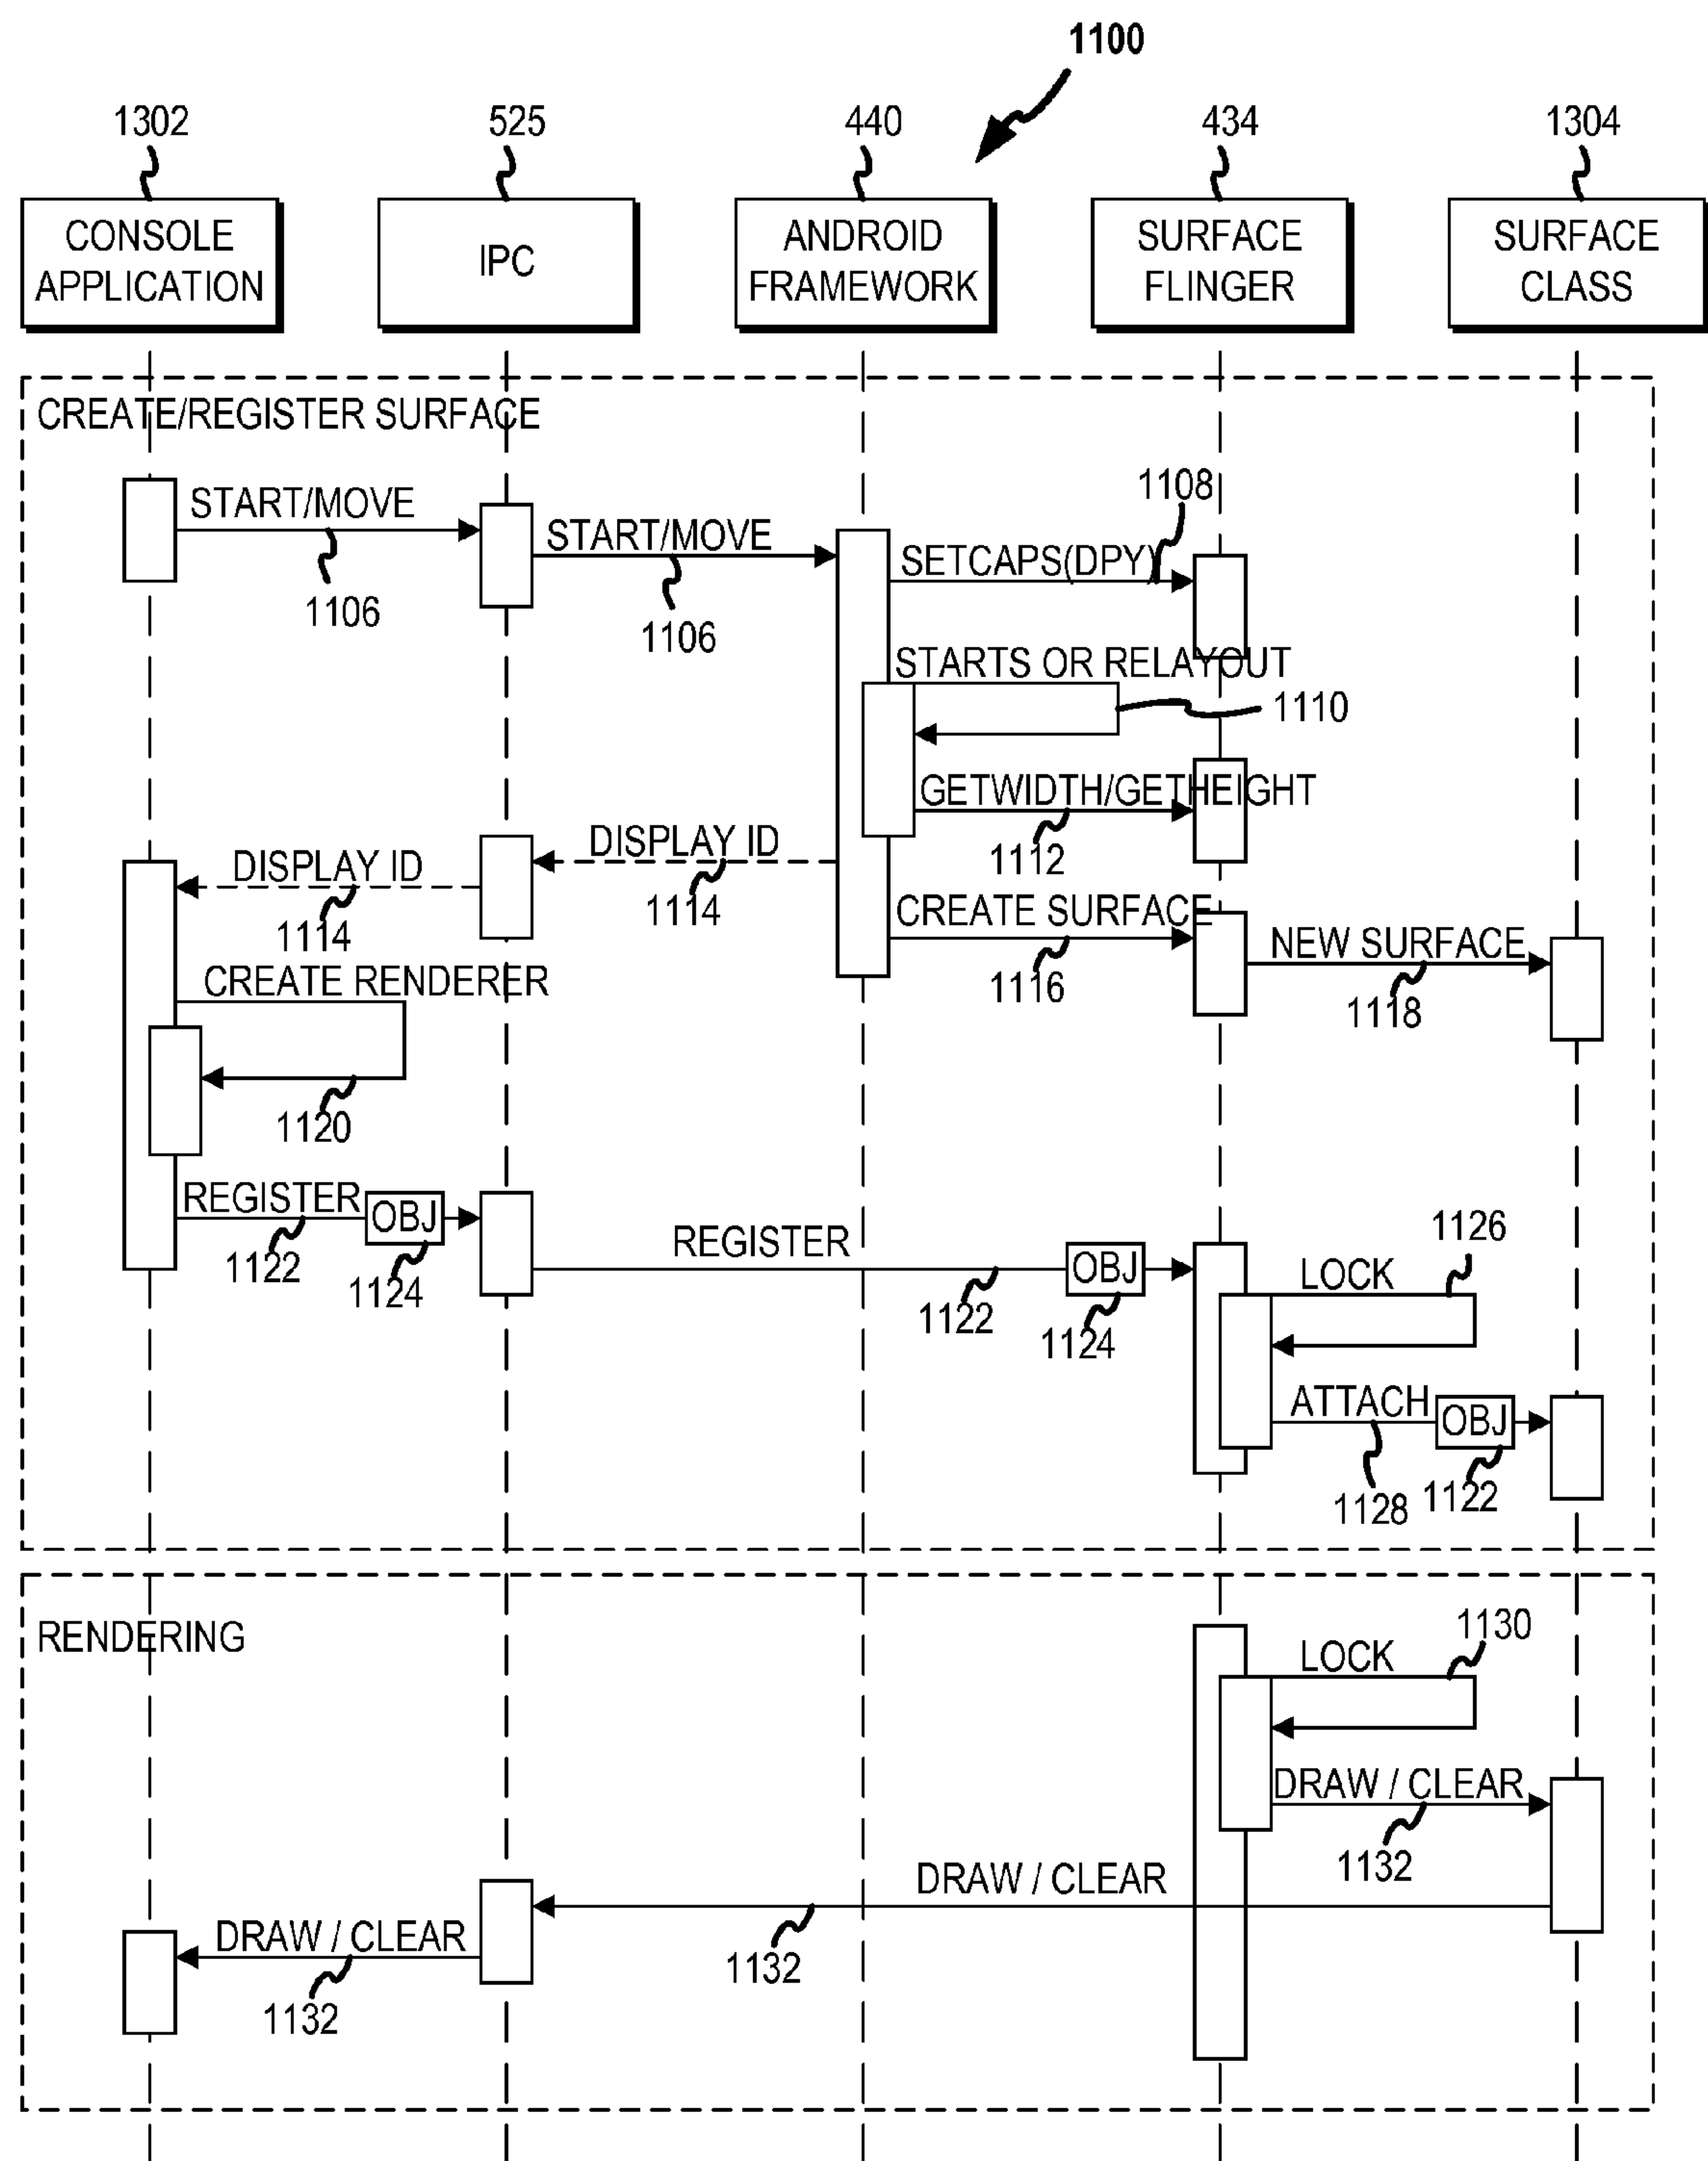 1100
1302
525
440
434
1304
CONSOLE
APPLICATION
IPC
ANDROID
FRAMEWORK
SURFACE
FLINGER
SURFACE
CLASS
CREATE/REGISTER SURFACE
START/MOVE
1106
START/MOVE
1106
SETCAPS(DPY)
1108
STARTS OR RELAYOUT
1110
GETWIDTH/GETHEIGHT
1112
DISPLAY ID
1114
DISPLAY ID
1114
CREATE SURFACE
1116
NEW SURFACE
1118
CREATE RENDERER
1120
REGISTER
OBJ
1122
1124
REGISTER
OBJ
1122
1124
LOCK
1126
ATTACH
OBJ
1128
1122
RENDERING
LOCK
1130
DRAW / CLEAR
1132
DRAW / CLEAR
1132
DRAW / CLEAR
1132